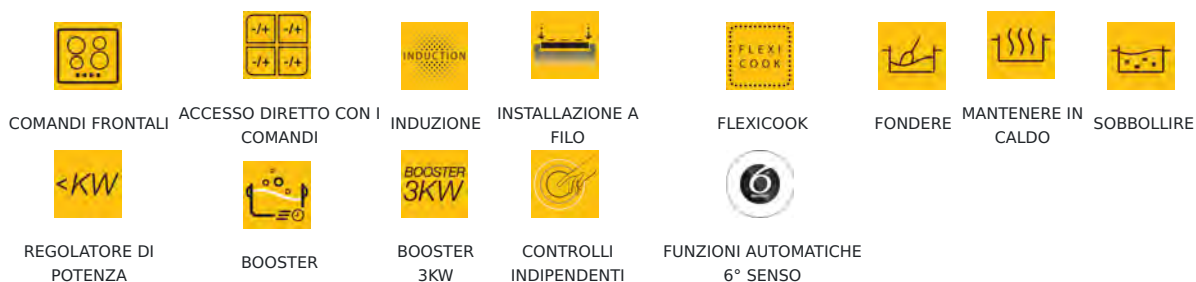 -/+ -/+
-/+ -/+
INDUCTION
FLEXI
COOK
COMANDI FRONTALI
ACCESSO DIRETTO CON I
COMANDI
INDUZIONE
INSTALLAZIONE A
FILO
FLEXICOOK
FONDERE
MANTENERE IN
CALDO
SOBBOLLIRE
<KW
BOOSTER
3KW
6
REGOLATORE DI
POTENZA
BOOSTER
BOOSTER
3KW
CONTROLLI
INDIPENDENTI
FUNZIONI AUTOMATICHE
6° SENSO